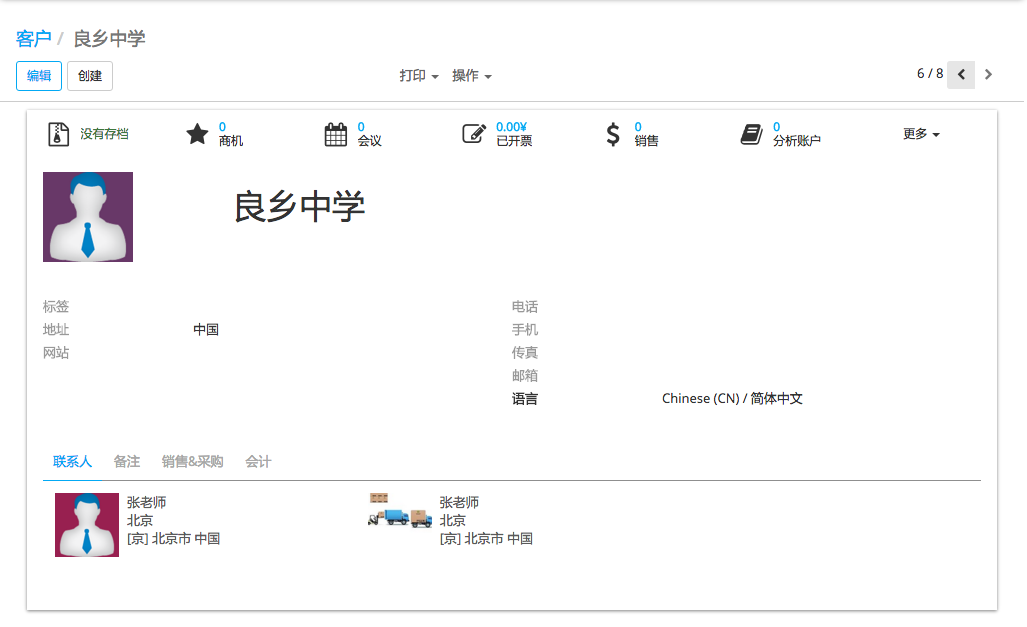 客户 / 良乡中学
编辑 创建 打印 操作 6 / 8
没有存档 0 商机 0 会议 0.00¥ 已开票 0 销售 0 分析账户 更多
良乡中学
标签
地址 中国
网站
电话
手机
传真
邮箱
语言 Chinese (CN) / 简体中文
联系人 备注 销售&采购 会计
张老师
北京
[京] 北京市 中国
张老师
北京
[京] 北京市 中国